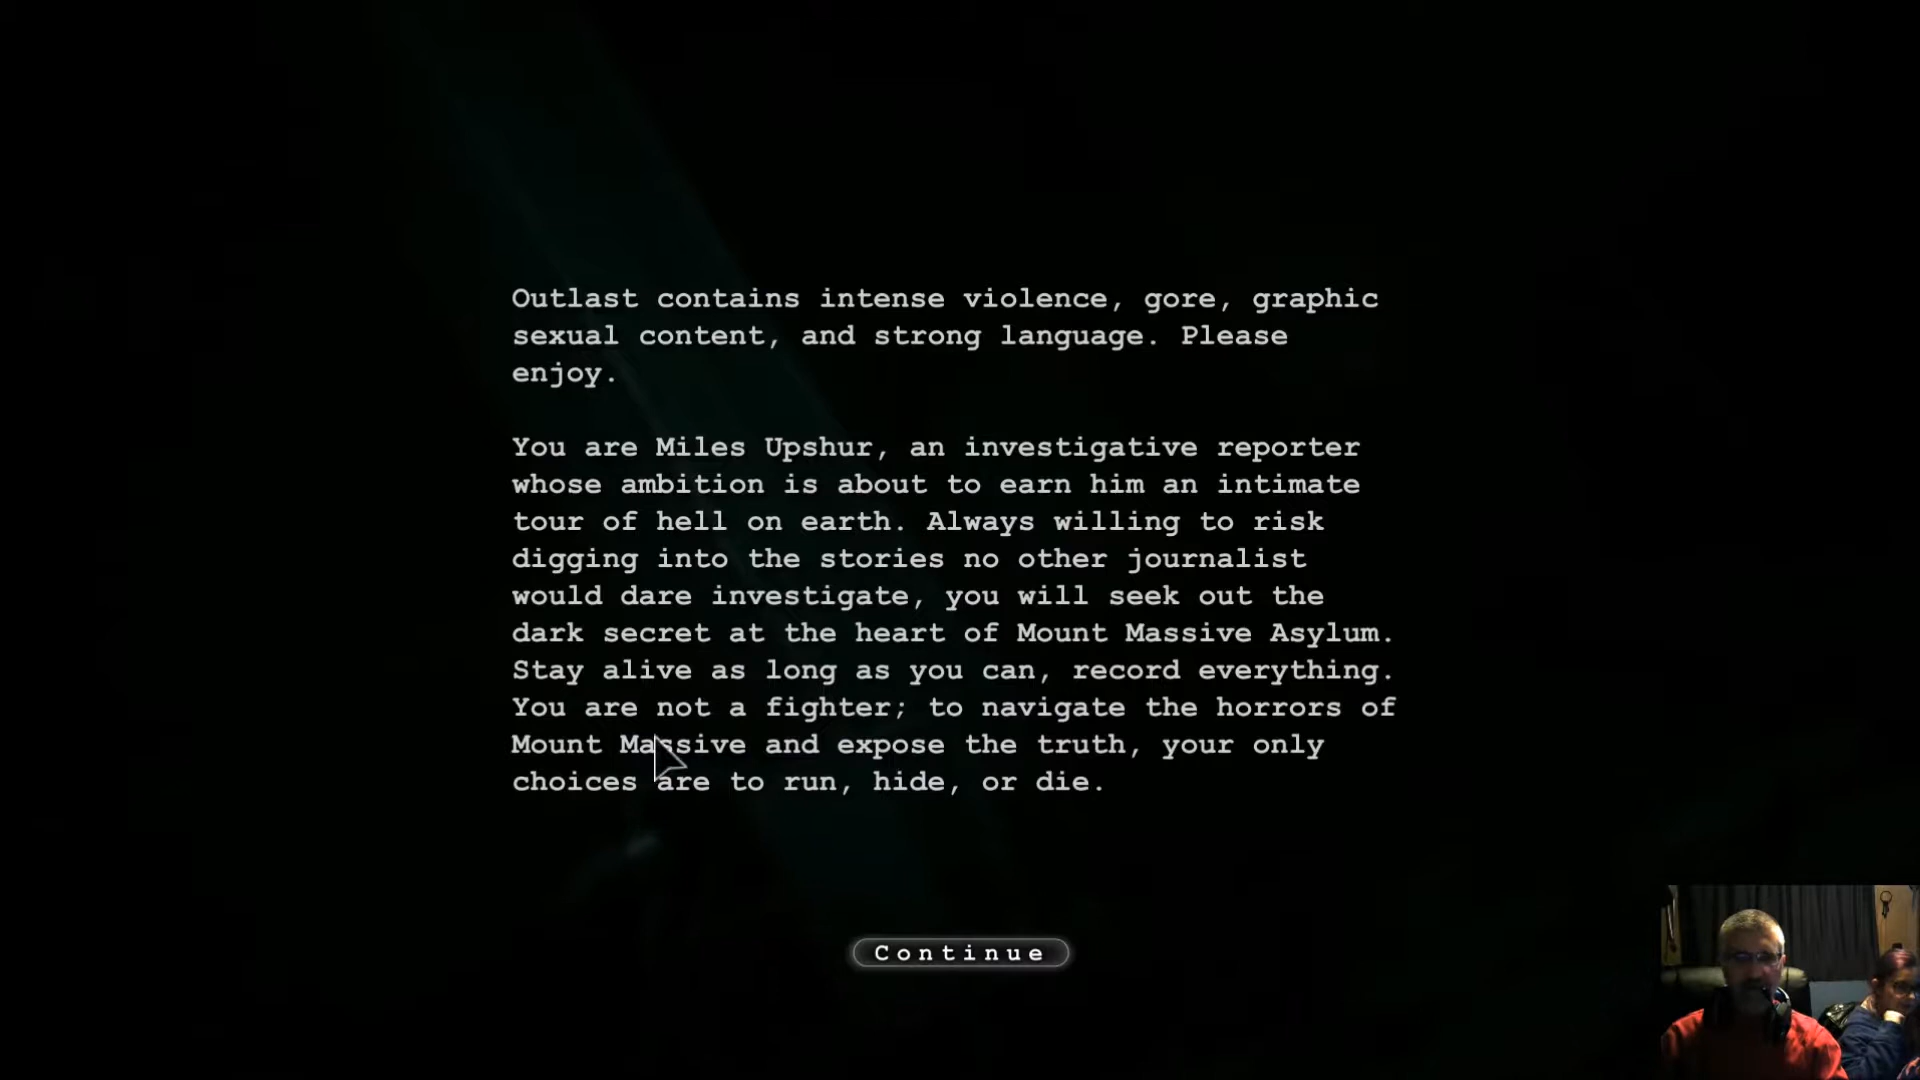 Outlast contains intense violence, gore, graphic
sexual content, and strong language. Please
enjoy.
You are Miles Upshur, an investigative reporter
whose ambition is about to earn him an intimate
tour of hell on earth. Always willing to risk
digging into the stories no other journalist
would dare investigate, you will seek out the
dark secret at the heart of Mount Massive Asylum.
Stay alive as long as you can, record everything.
You are not a fighter; to navigate the horrors of
Mount Massive and expose the truth, your only
choices are to run, hide, or die.
Continue